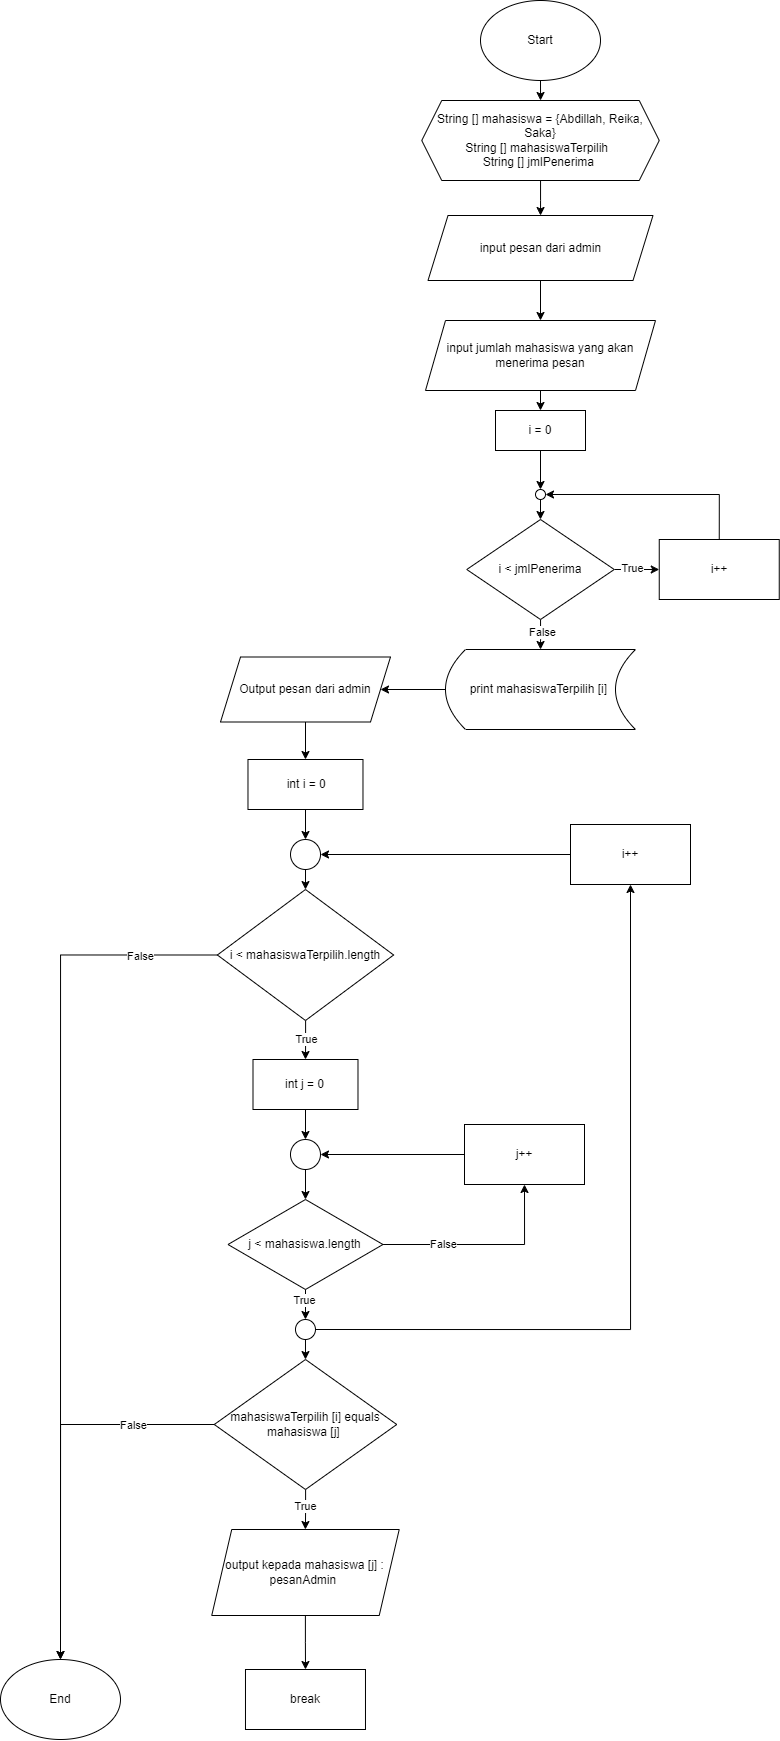 Start
String [] mahasiswa = {Abdillah, Reika,
Saka}
String [] mahasiswaTerpilih
String [] jmlPenerima
input pesan dari admin
input jumlah mahasiswa yang akan
menerima pesan
i = 0
i < jmlPenerima
True
i++
False
print mahasiswaTerpilih [i]
Output pesan dari admin
int i = 0
i++
i < mahasiswaTerpilih.length
False
True
int j = 0
j++
j < mahasiswa.length
False
True
mahasiswaTerpilih [i] equals
mahasiswa [j]
False
True
output kepada mahasiswa [j] :
pesanAdmin
End
break